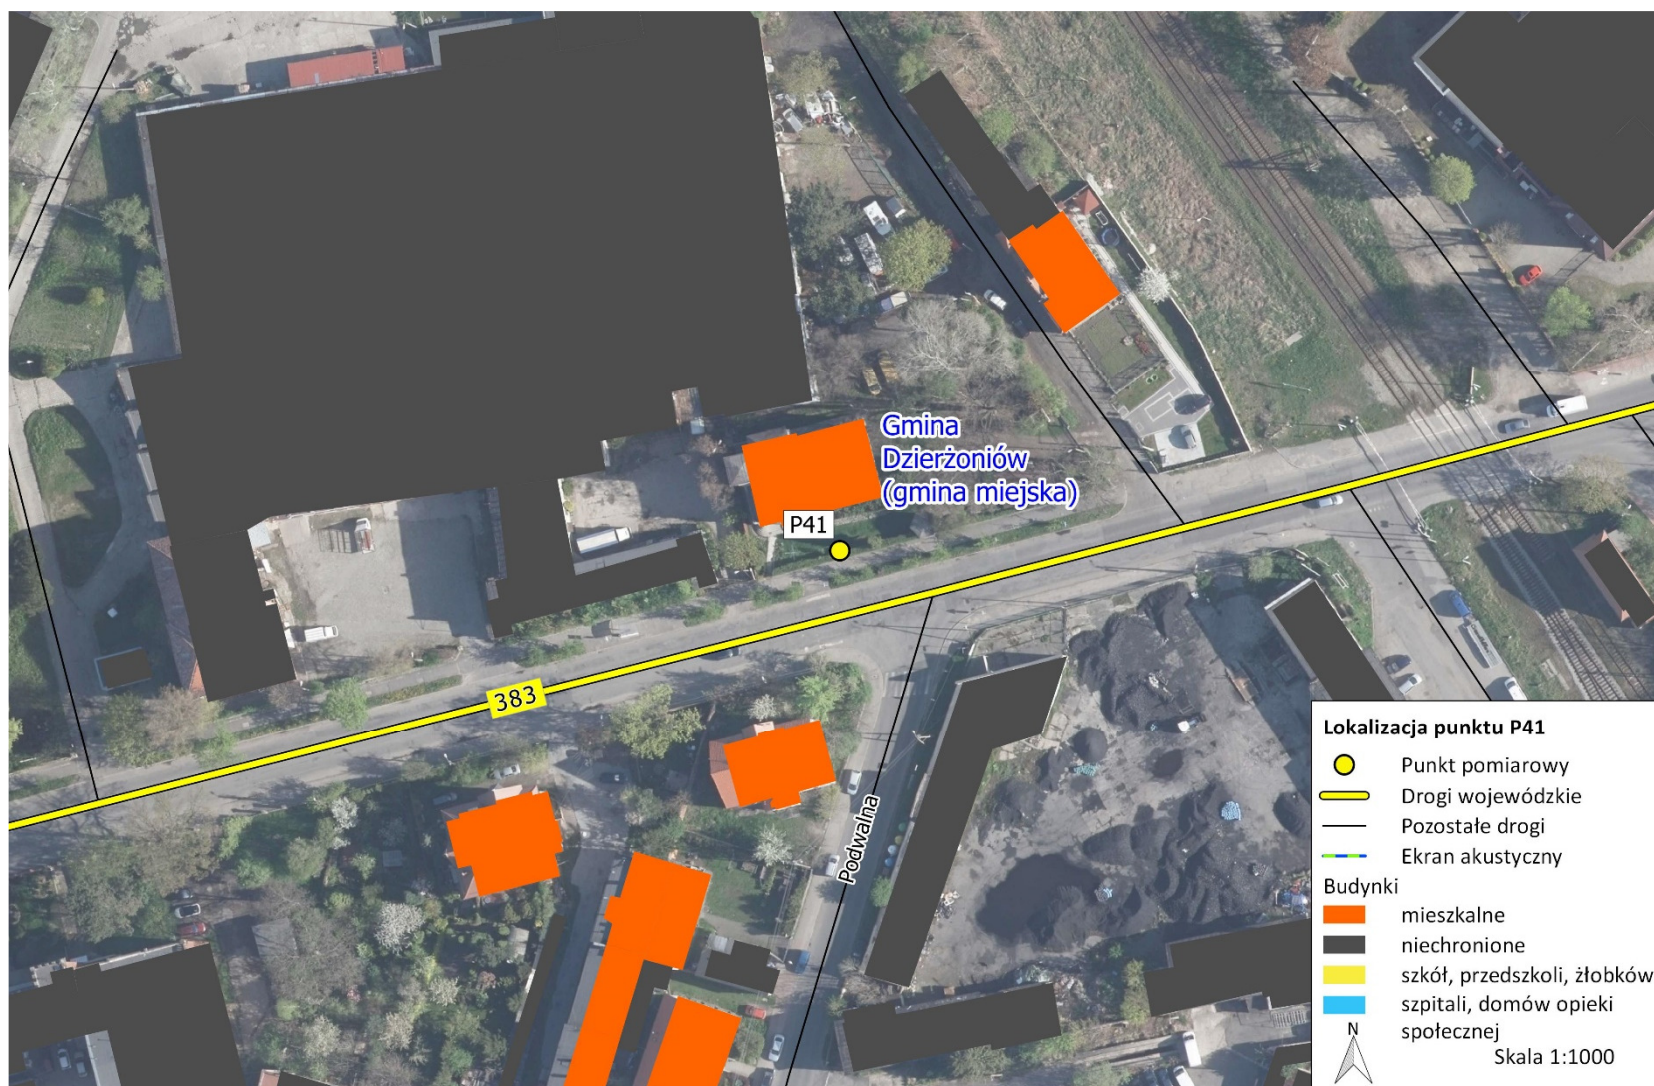 Gmina
Dzierżoniów
(gmina miejska)
P41
383
Podwalna
Lokalizacja punktu P41
Punkt pomiarowy
Drogi wojewódzkie
Pozostałe drogi
Ekran akustyczny
Budynki
mieszkalne
niechronione
szkół, przedszkoli, żłobków
szpitali, domów opieki
społecznej
N
Skala 1:1000